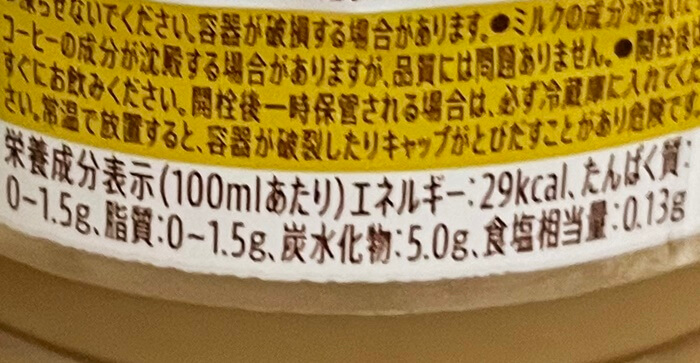 凍らせないでください。容器が破損する場合があります。●ミルクの成分が浮いた
コーヒーの成分が沈殿する場合がありますが、品質には問題ありません。●開栓後
すぐにお飲みください。開栓後一時保管される場合は、必ず冷蔵庫に入れてくだ
さい。常温で放置すると、容器が破裂したりキャップがとびだすことがあり危険です
栄養成分表示(100mlあたり)エネルギー:29kcal、たんぱく質:
0~1.5g、脂質:0~1.5g、炭水化物:5.0g、食塩相当量:0.13g